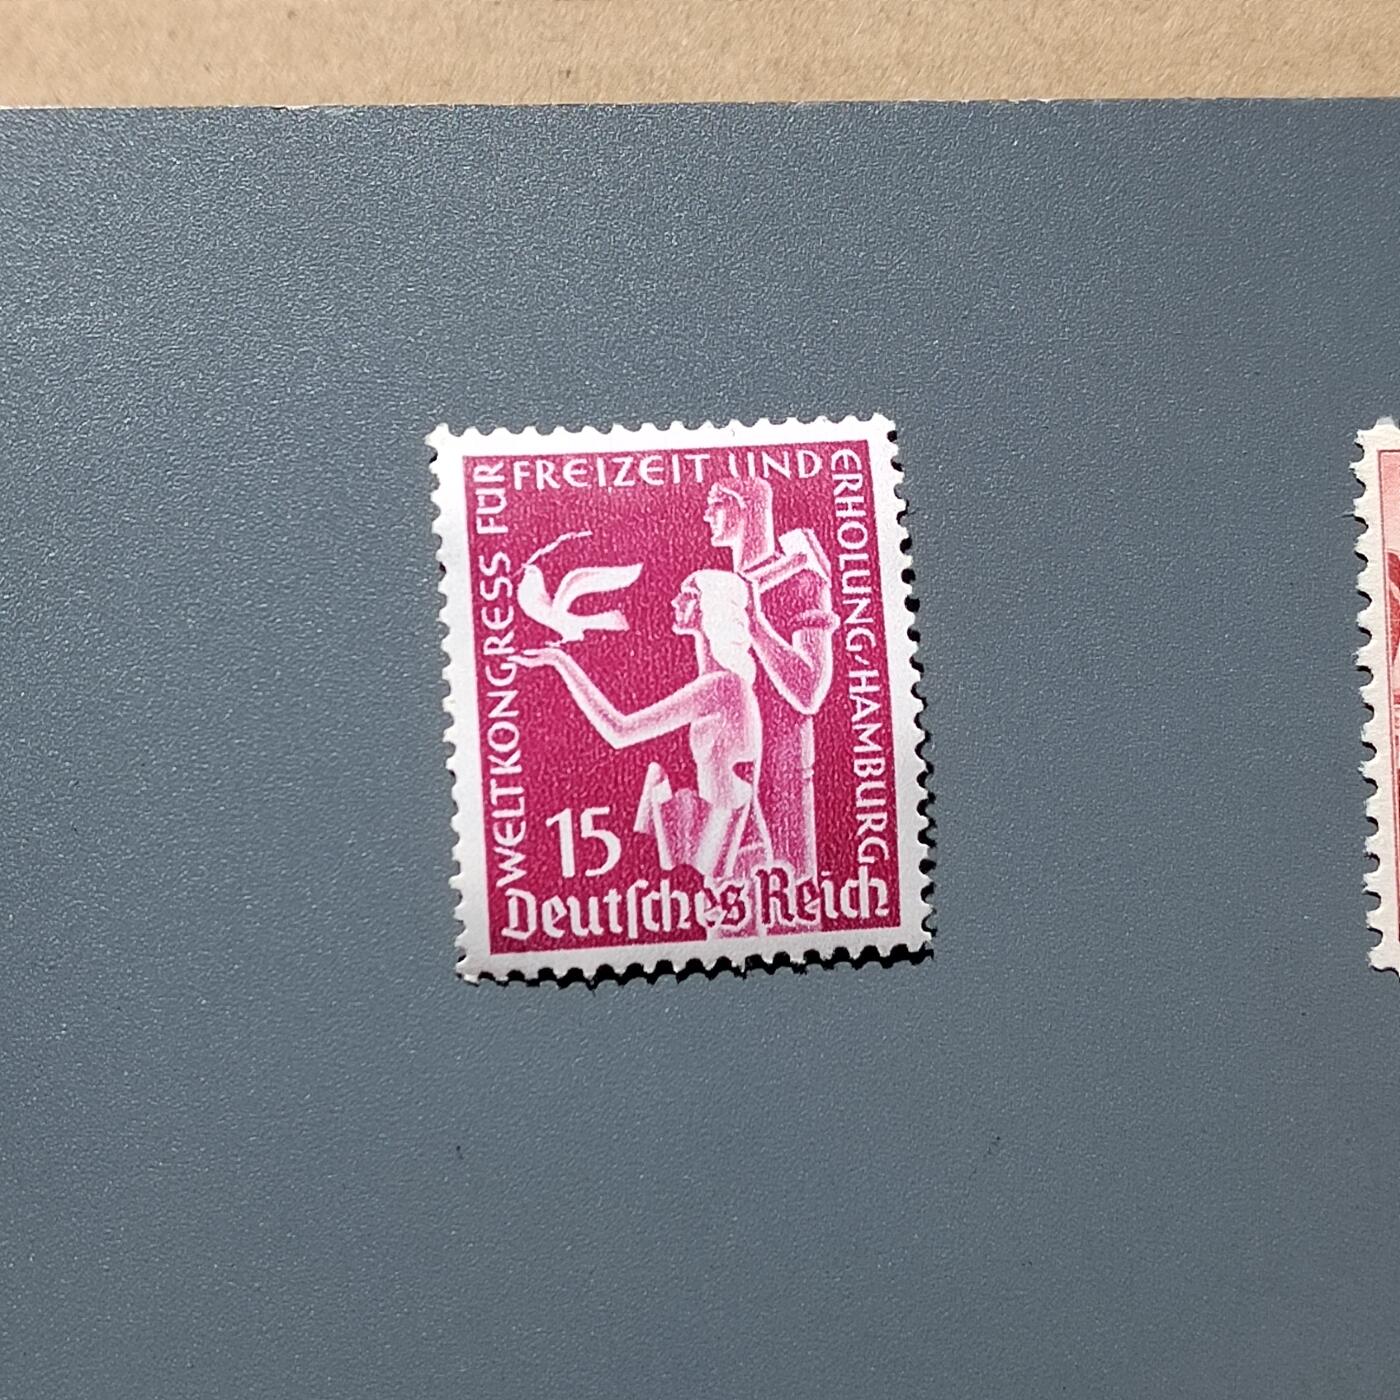 WELTKONGRESS FÜR
FREIZEIT UND
ERHOLUNG/HAMBURG
15
Deutſches Reich